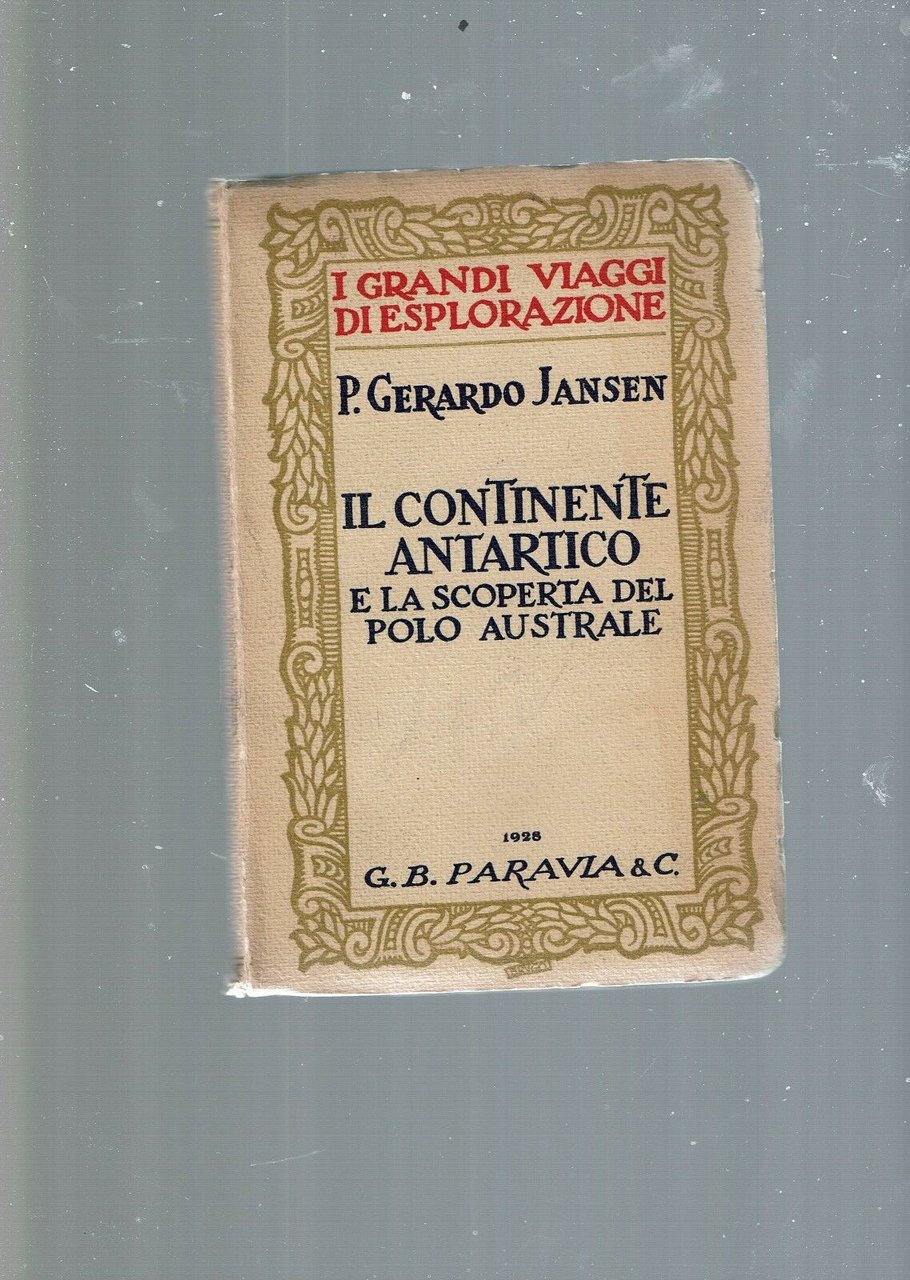 I GRANDI VIAGGI
DI ESPLORAZIONE
P. GERARDO JANSEN
IL CONTINENTE
ANTARTICO
E LA SCOPERTA DEL
POLO AUSTRALE
1928
G. B. PARAVIA & C.